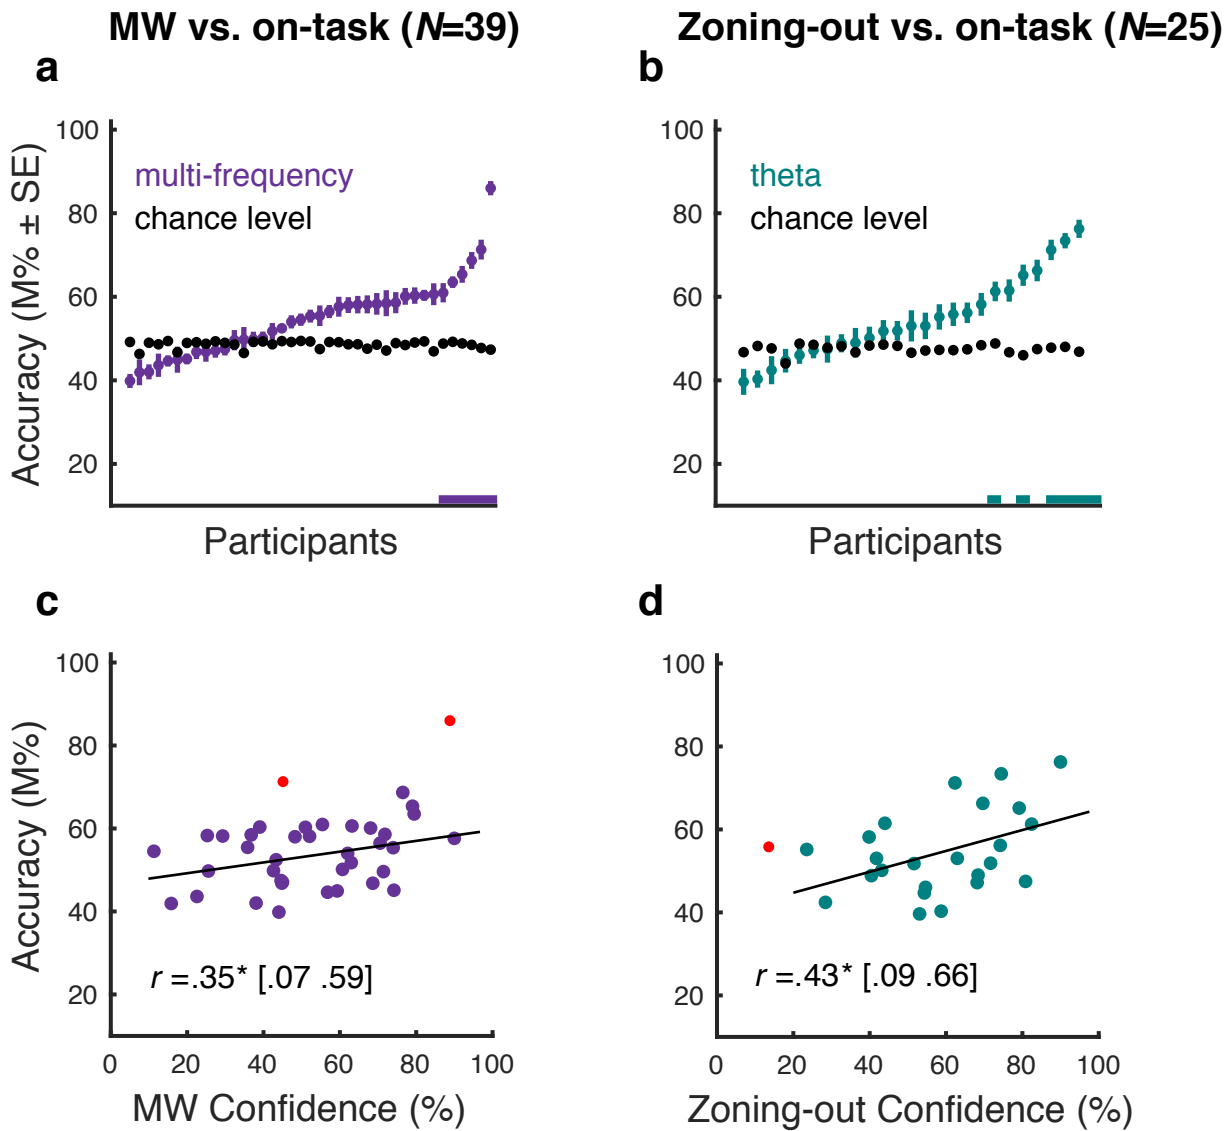 MW vs. on-task (N=39)
Zoning-out vs. on-task (N=25)
a
Accuracy (M% ± SE)
100
80
60
40
20
multi-frequency
chance level
Participants
b
100
80
60
40
20
theta
chance level
Participants
c
Accuracy (M%)
100
80
60
40
20
r =.35* [.07 .59]
0 20 40 60 80 100
MW Confidence (%)
d
100
80
60
40
20
r =.43* [.09 .66]
0 20 40 60 80 100
Zoning-out Confidence (%)